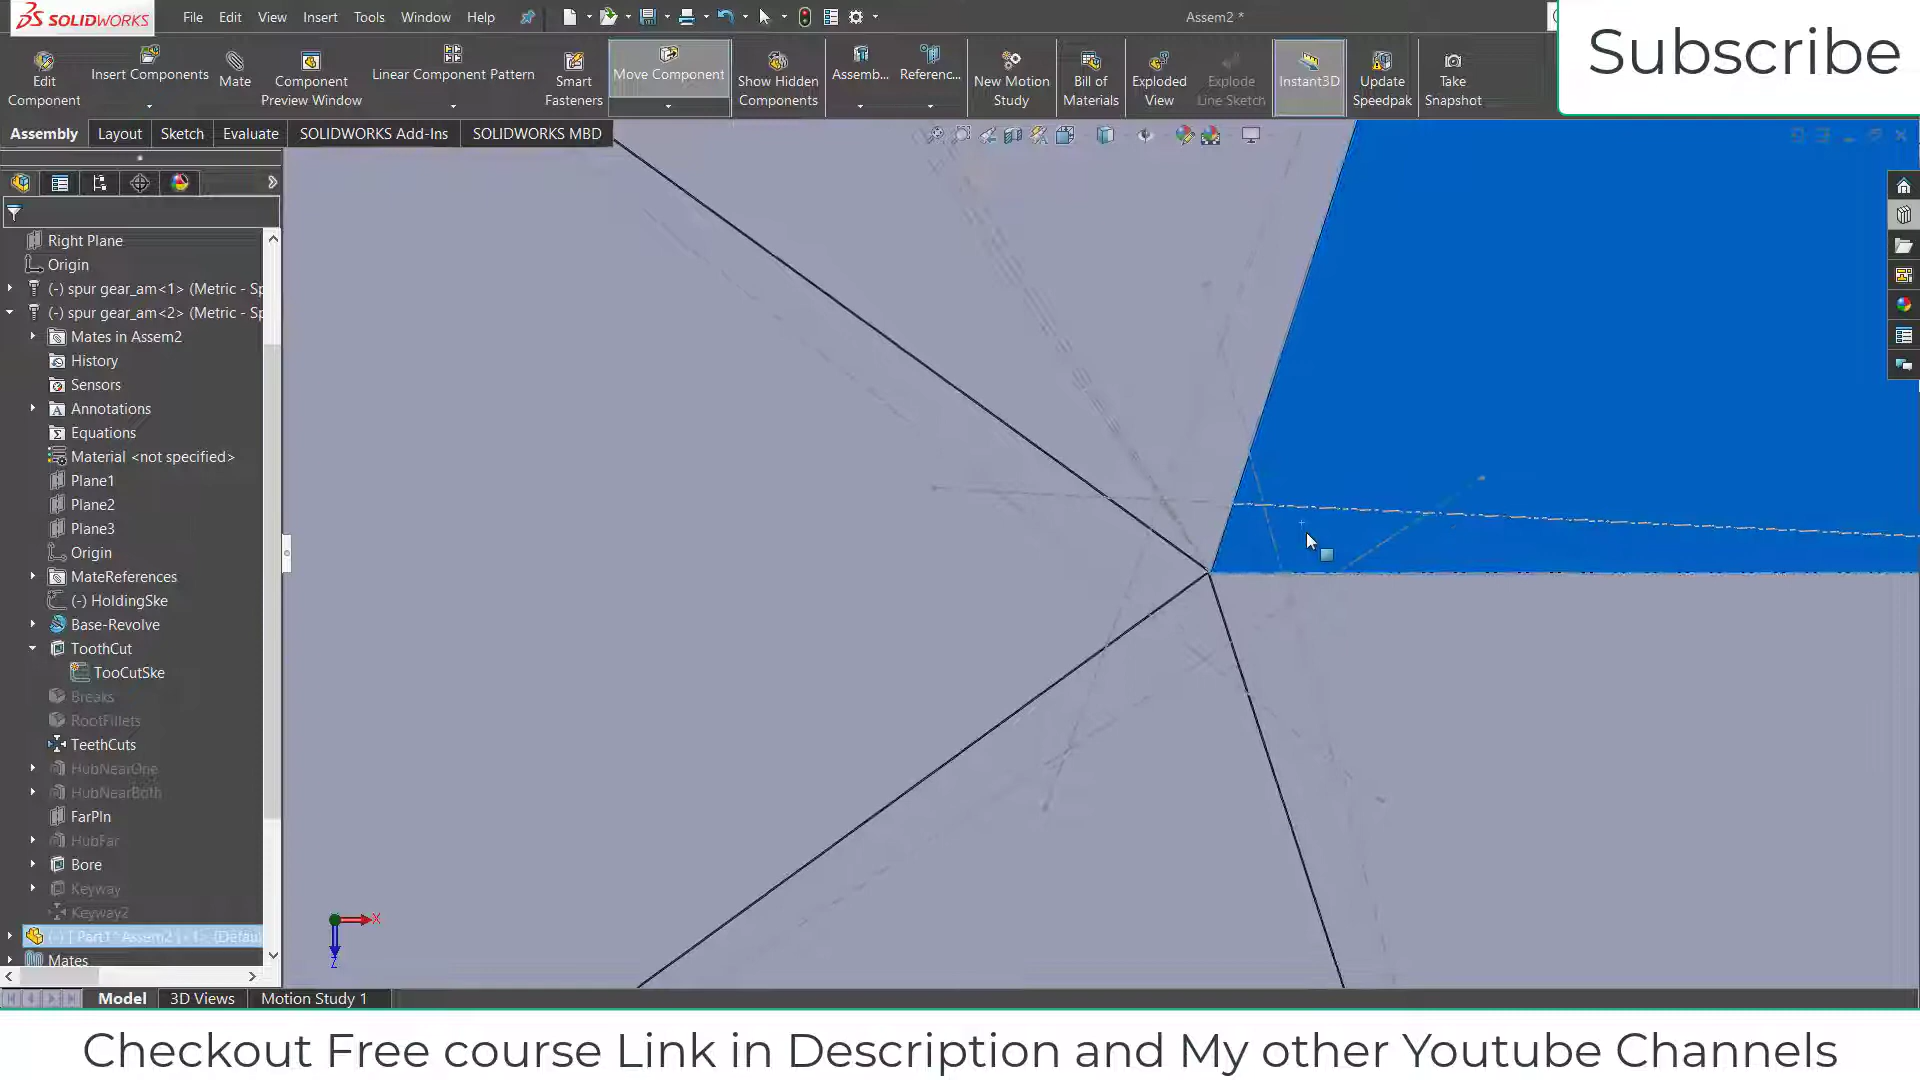 SOLIDWORKS File Edit View Insert Tools Window Help Assem2 *
Subscribe
Edit Component
Insert Components
Mate
Component Preview Window
Linear Component Pattern
Smart Fasteners
Move Component
Show Hidden Components
Assemb...
Referenc...
New Motion Study
Bill of Materials
Exploded View
Explode Line Sketch
Instant3D
Update Speedpak
Take Snapshot
Assembly Layout Sketch Evaluate SOLIDWORKS Add-Ins SOLIDWORKS MBD
Right Plane
Origin
(-) spur gear_am<1> (Metric - Sp
(-) spur gear_am<2> (Metric - Sp
Mates in Assem2
History
Sensors
Annotations
Equations
Material <not specified>
Plane1
Plane2
Plane3
Origin
MateReferences
(-) HoldingSke
Base-Revolve
ToothCut
TooCutSke
Breaks
RootFillets
TeethCuts
HubNearOne
HubNearBoth
FarPln
HubFar
Bore
Keyway
Keyway2
(-) [ Part1^Assem2 ]<1> (Defau
Mates
X
Z
Model 3D Views Motion Study 1
Checkout Free course Link in Description and My other Youtube Channels